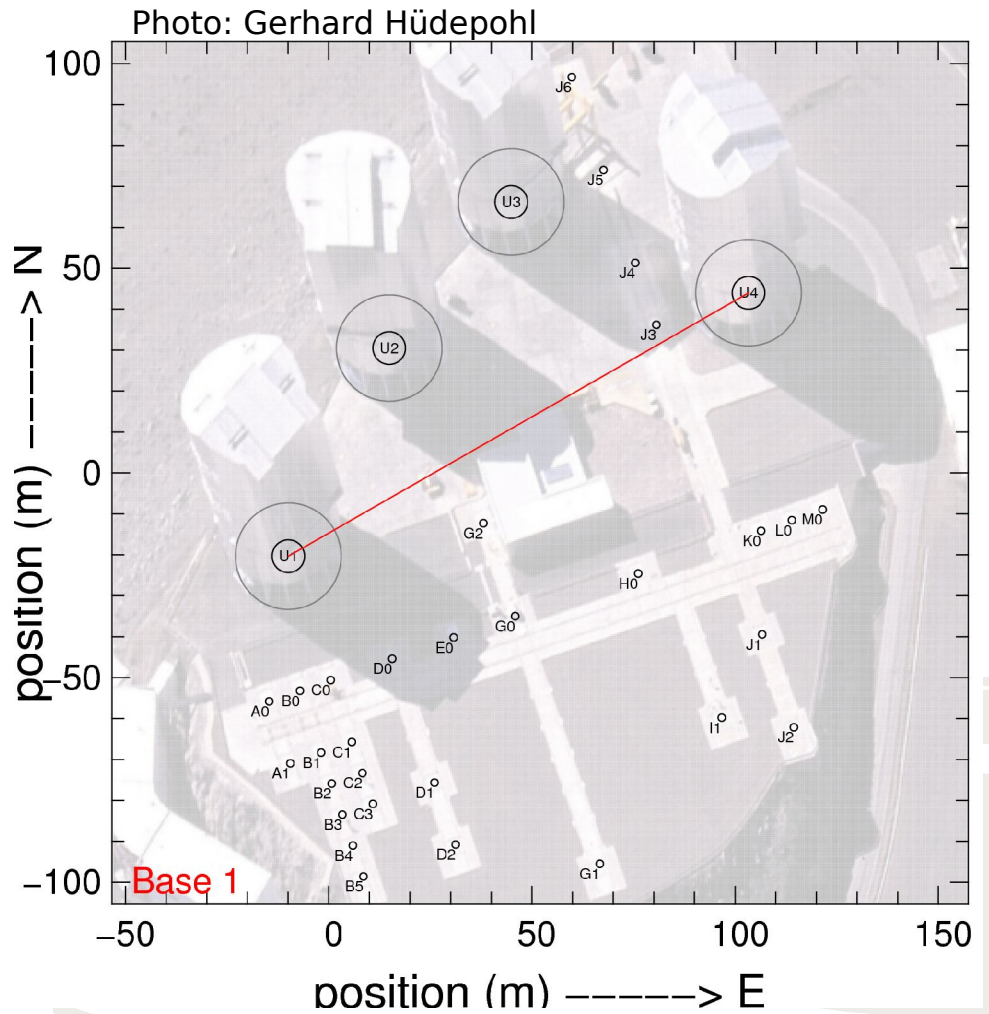 Photo: Gerhard Hüdepohl
100
J6
J5
U3
50
J4
U4
J3
U2
0
M0
L0
K0
G2
U1
H0
G0
J1
E0
D0
-50
C0
B0
A0
I1
J2
C1
B1
A1
C2
B2
D1
C3
B3
B4
D2
G1
B5
-100
Base 1
-50 0 50 100 150
position (m) -----> E
position (m) -----> N